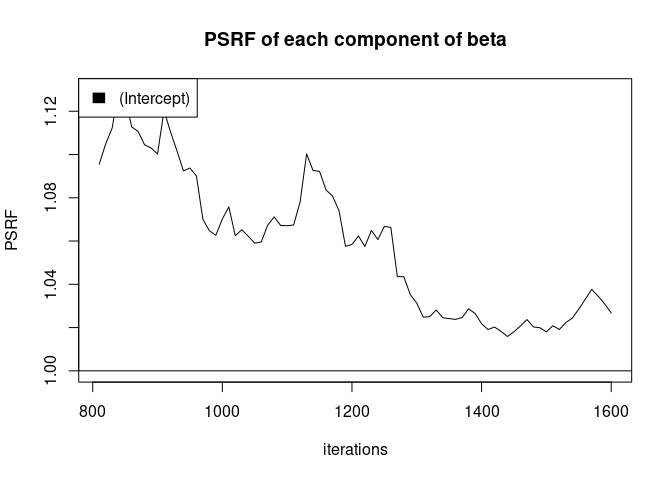 PSRF of each component of beta
(Intercept)
PSRF
1.12
1.08
1.04
1.00
800 1000 1200 1400 1600
iterations